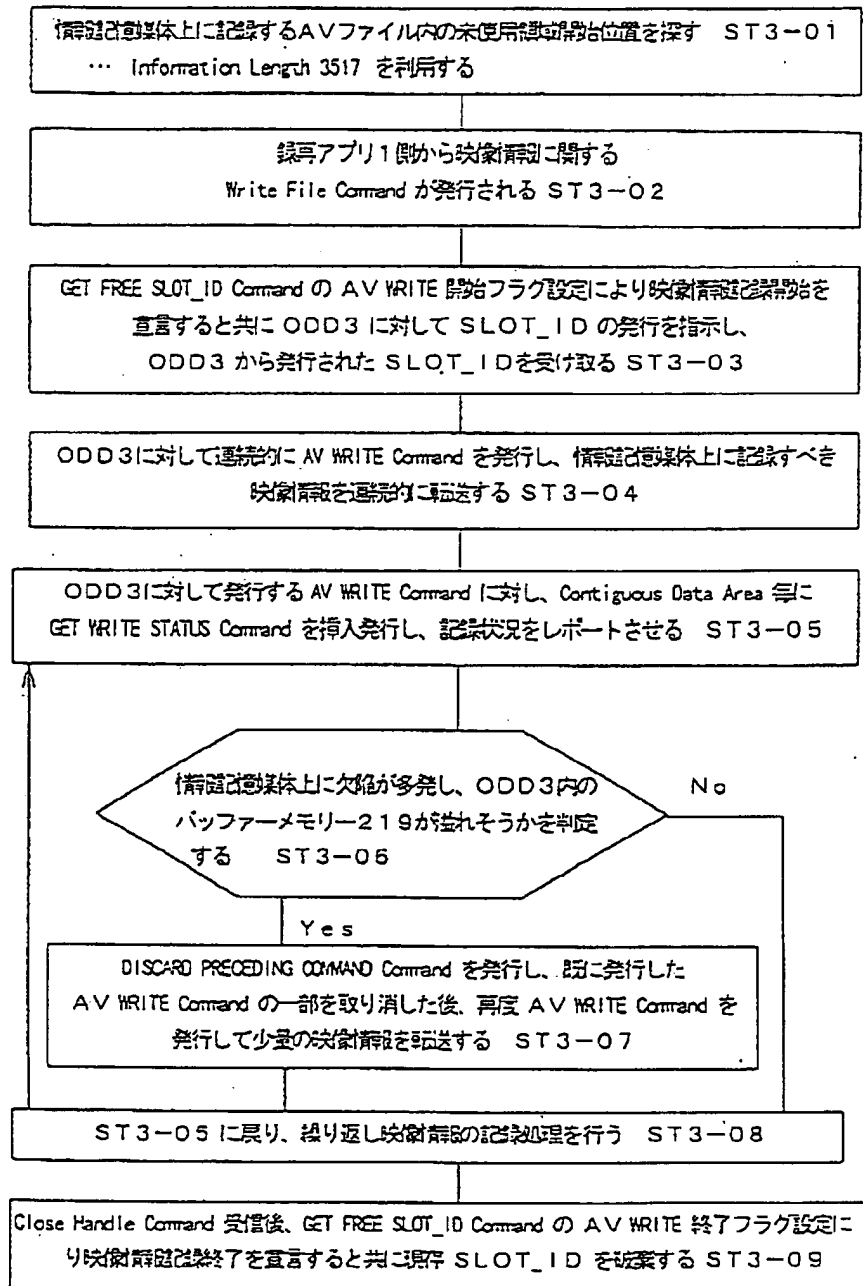 情報記憶媒体上に記録するAVファイル内の未使用領域開始位置を探す ST3-01
… Information Length 3517 を利用する
録再アプリ1側から映像情報に関する
Write File Command が発行される ST3-02
GET FREE SLOT_ID Command の AV WRITE 開始フラグ設定により映像情報記録開始を
宣言すると共に ODD3 に対して SLOT_ID の発行を指示し、
ODD3 から発行された SLOT_IDを受け取る ST3-03
ODD3に対して連続的に AV WRITE Command を発行し、情報記憶媒体上に記録すべき
映像情報を連続的に転送する ST3-04
ODD3に対して発行する AV WRITE Command に対し、Contiguous Data Area 毎に
GET WRITE STATUS Command を挿入発行し、記録状況をレポートさせる ST3-05
情報記憶媒体上に欠陥が多発し、ODD3内の
バッファーメモリー219が溢れそうかを判定
する ST3-06
No
Yes
DISCARD PRECEDING COMMAND Command を発行し、既に発行した
AV WRITE Command の一部を取り消した後、再度 AV WRITE Command を
発行して少量の映像情報を転送する ST3-07
ST3-05 に戻り、繰り返し映像情報の記録処理を行う ST3-08
Close Handle Command 受信後、GET FREE SLOT_ID Command の AV WRITE 終了フラグ設定に
り映像情報記録終了を宣言すると共に現存 SLOT_ID を破棄する ST3-09